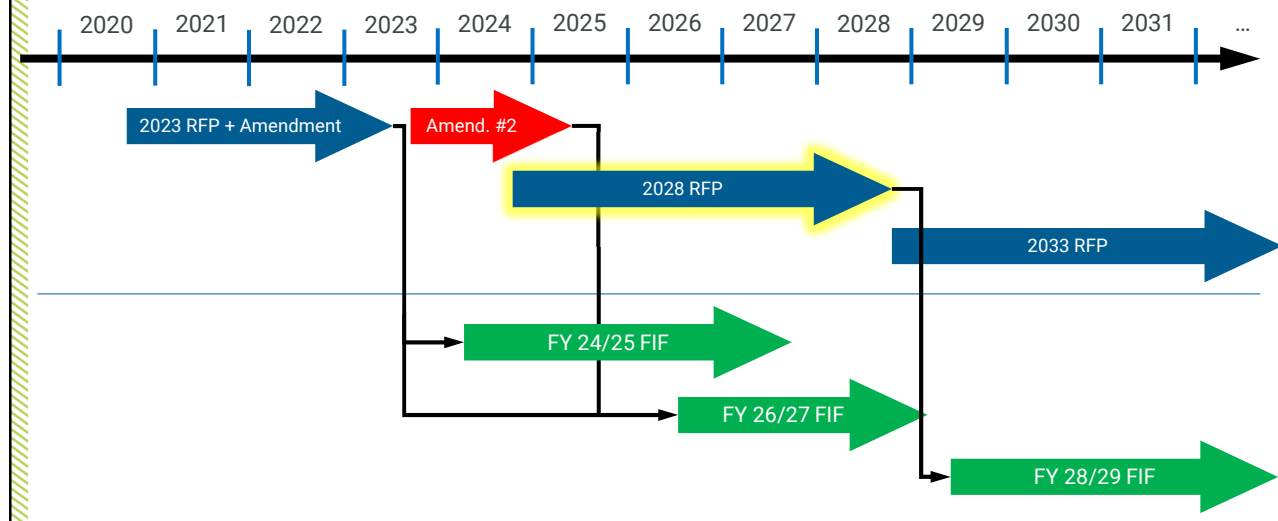 2020 2021 2022 2023 2024 2025 2026 2027 2028 2029 2030 2031 ...
2023 RFP + Amendment Amend. #2
2028 RFP
2033 RFP
FY 24/25 FIF
FY 26/27 FIF
FY 28/29 FIF